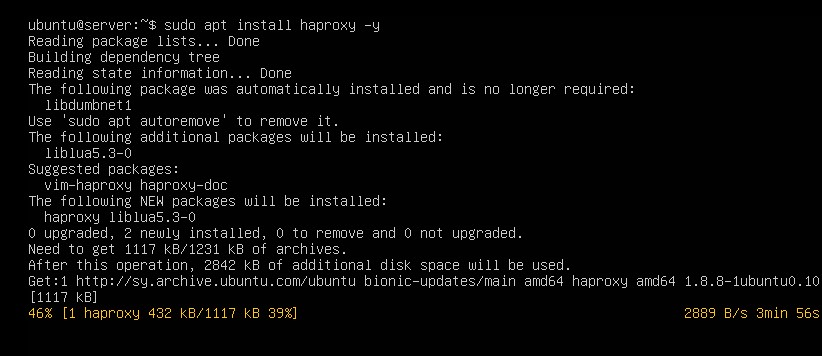 ubuntu@server:~$ sudo apt install haproxy -y
Reading package lists... Done
Building dependency tree
Reading state information... Done
The following package was automatically installed and is no longer required:
  libdumbnet1
Use 'sudo apt autoremove' to remove it.
The following additional packages will be installed:
  liblua5.3-0
Suggested packages:
  vim-haproxy haproxy-doc
The following NEW packages will be installed:
  haproxy liblua5.3-0
0 upgraded, 2 newly installed, 0 to remove and 0 not upgraded.
Need to get 1117 kB/1231 kB of archives.
After this operation, 2842 kB of additional disk space will be used.
Get:1 http://sy.archive.ubuntu.com/ubuntu bionic-updates/main amd64 haproxy amd64 1.8.8-1ubuntu0.10
[1117 kB]
46% [1 haproxy 432 kB/1117 kB 39%] 2889 B/s 3min 56s